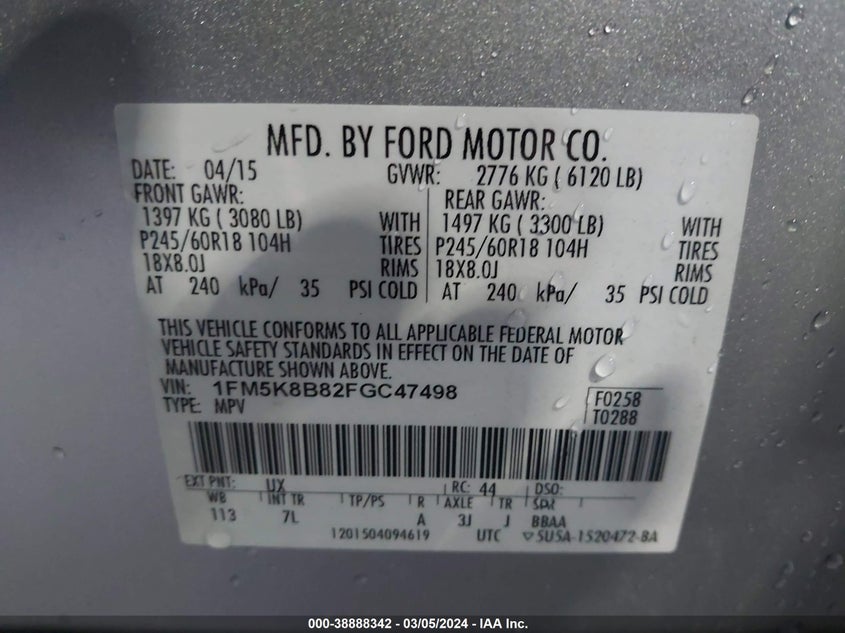 MFD. BY FORD MOTOR CO.
DATE: 04/15 GVWR: 2776 KG ( 6120 LB)
FRONT GAWR: REAR GAWR:
1397 KG ( 3080 LB) WITH 1497 KG ( 3300 LB) WITH
P245/60R18 104H TIRES P245/60R18 104H TIRES
18X8.0J RIMS 18X8.0J RIMS
AT 240 kPa/ 35 PSI COLD AT 240 kPa/ 35 PSI COLD
THIS VEHICLE CONFORMS TO ALL APPLICABLE FEDERAL MOTOR
VEHICLE SAFETY STANDARDS IN EFFECT ON THE DATE OF
MANUFACTURE SHOWN ABOVE.
VIN: 1FM5K8B82FGC47498 F0258
TYPE: MPV T0288
EXT PNT: UX RC: 44 DSO:
WB INT TR TP/PS R AXLE TR SPR
113 7L A 3J J BBAA
1201504094619 UTC ▽5U5A-1520472-BA
000-38888342 - 03/05/2024 - IAA Inc.